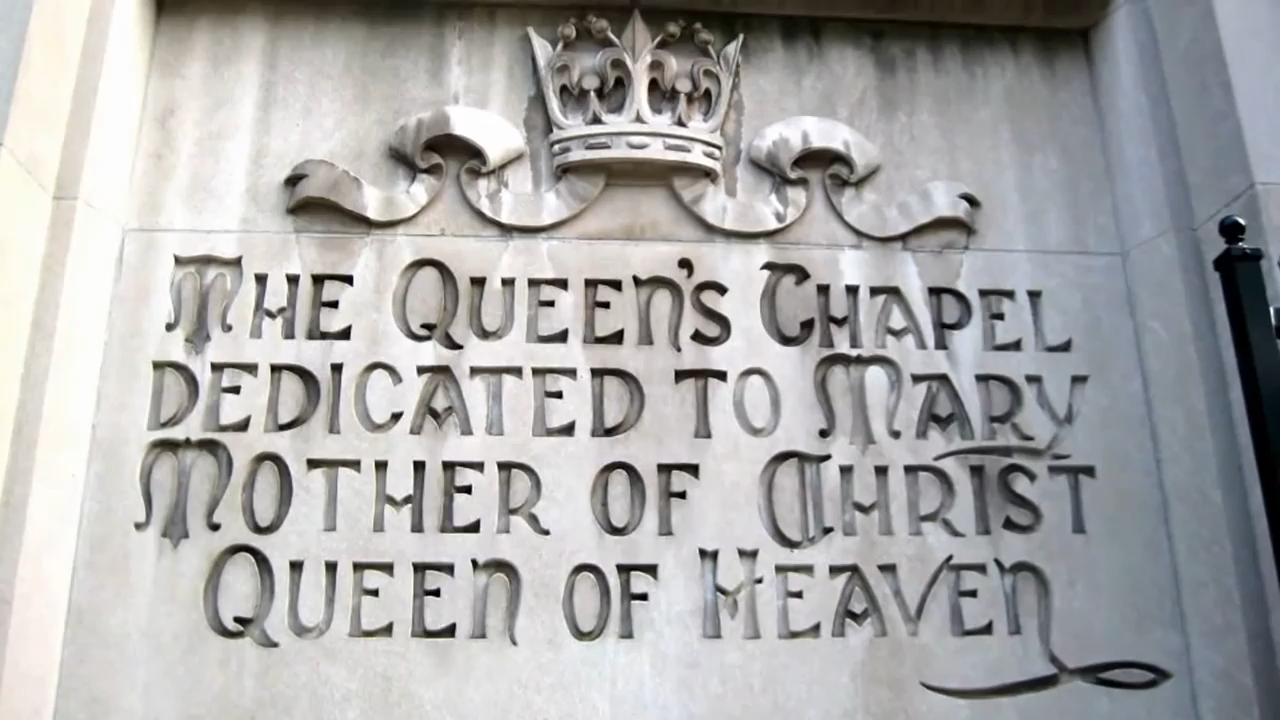 The Queen's Chapel
DEDICATED TO MARY
MOTHER OF CHRIST
QUEEN OF HEAVEN